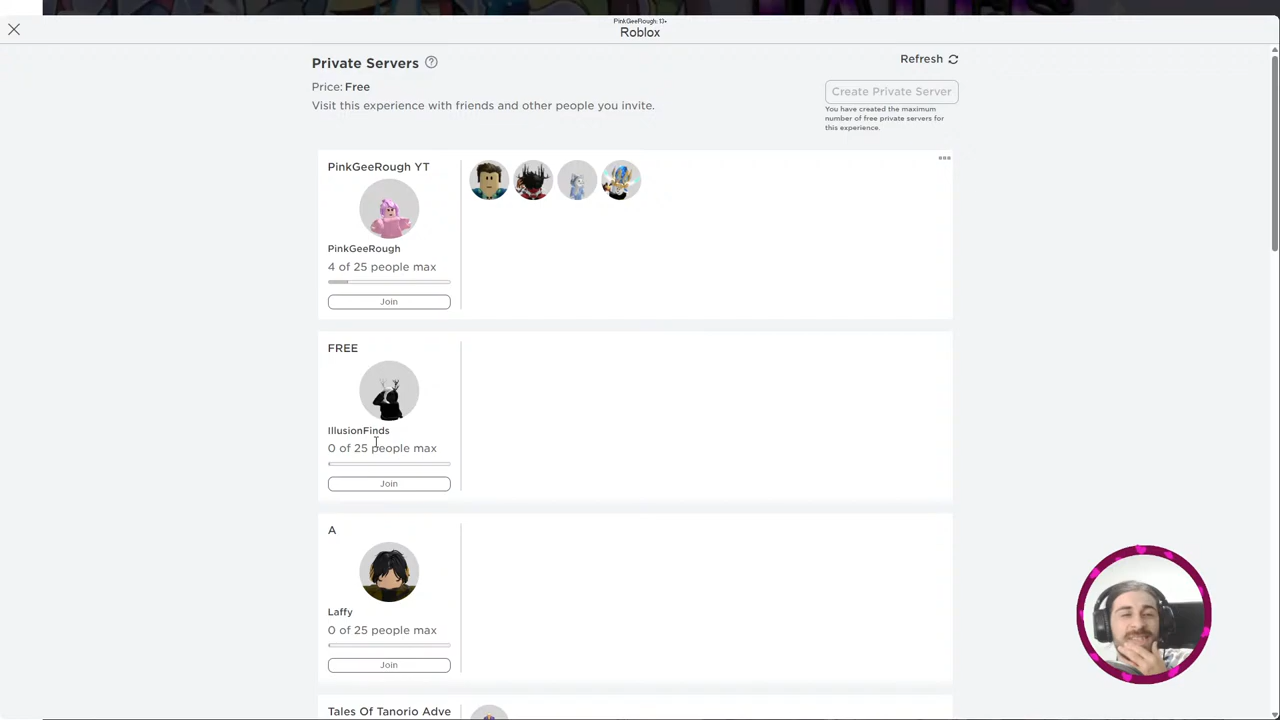 PinkGeeRough: 13+
Roblox
Private Servers
Refresh
Price: Free
Create Private Server
Visit this experience with friends and other people you invite.
You have created the maximum
number of free private servers for
this experience.
PinkGeeRough YT
PinkGeeRough
4 of 25 people max
Join
FREE
IllusionFinds
0 of 25 people max
Join
A
Laffy
0 of 25 people max
Join
Tales Of Tanorio Adve